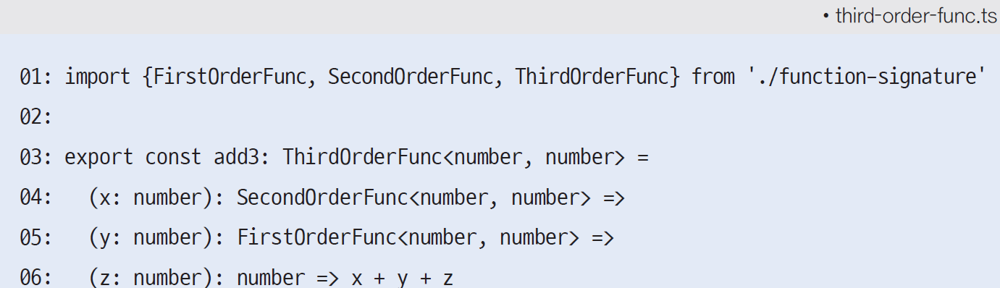 • third-order-func.ts
01: import {FirstOrderFunc, SecondOrderFunc, ThirdOrderFunc} from './function-signature'
02:
03: export const add3: ThirdOrderFunc<number, number> =
04:   (x: number): SecondOrderFunc<number, number> =>
05:   (y: number): FirstOrderFunc<number, number> =>
06:   (z: number): number => x + y + z